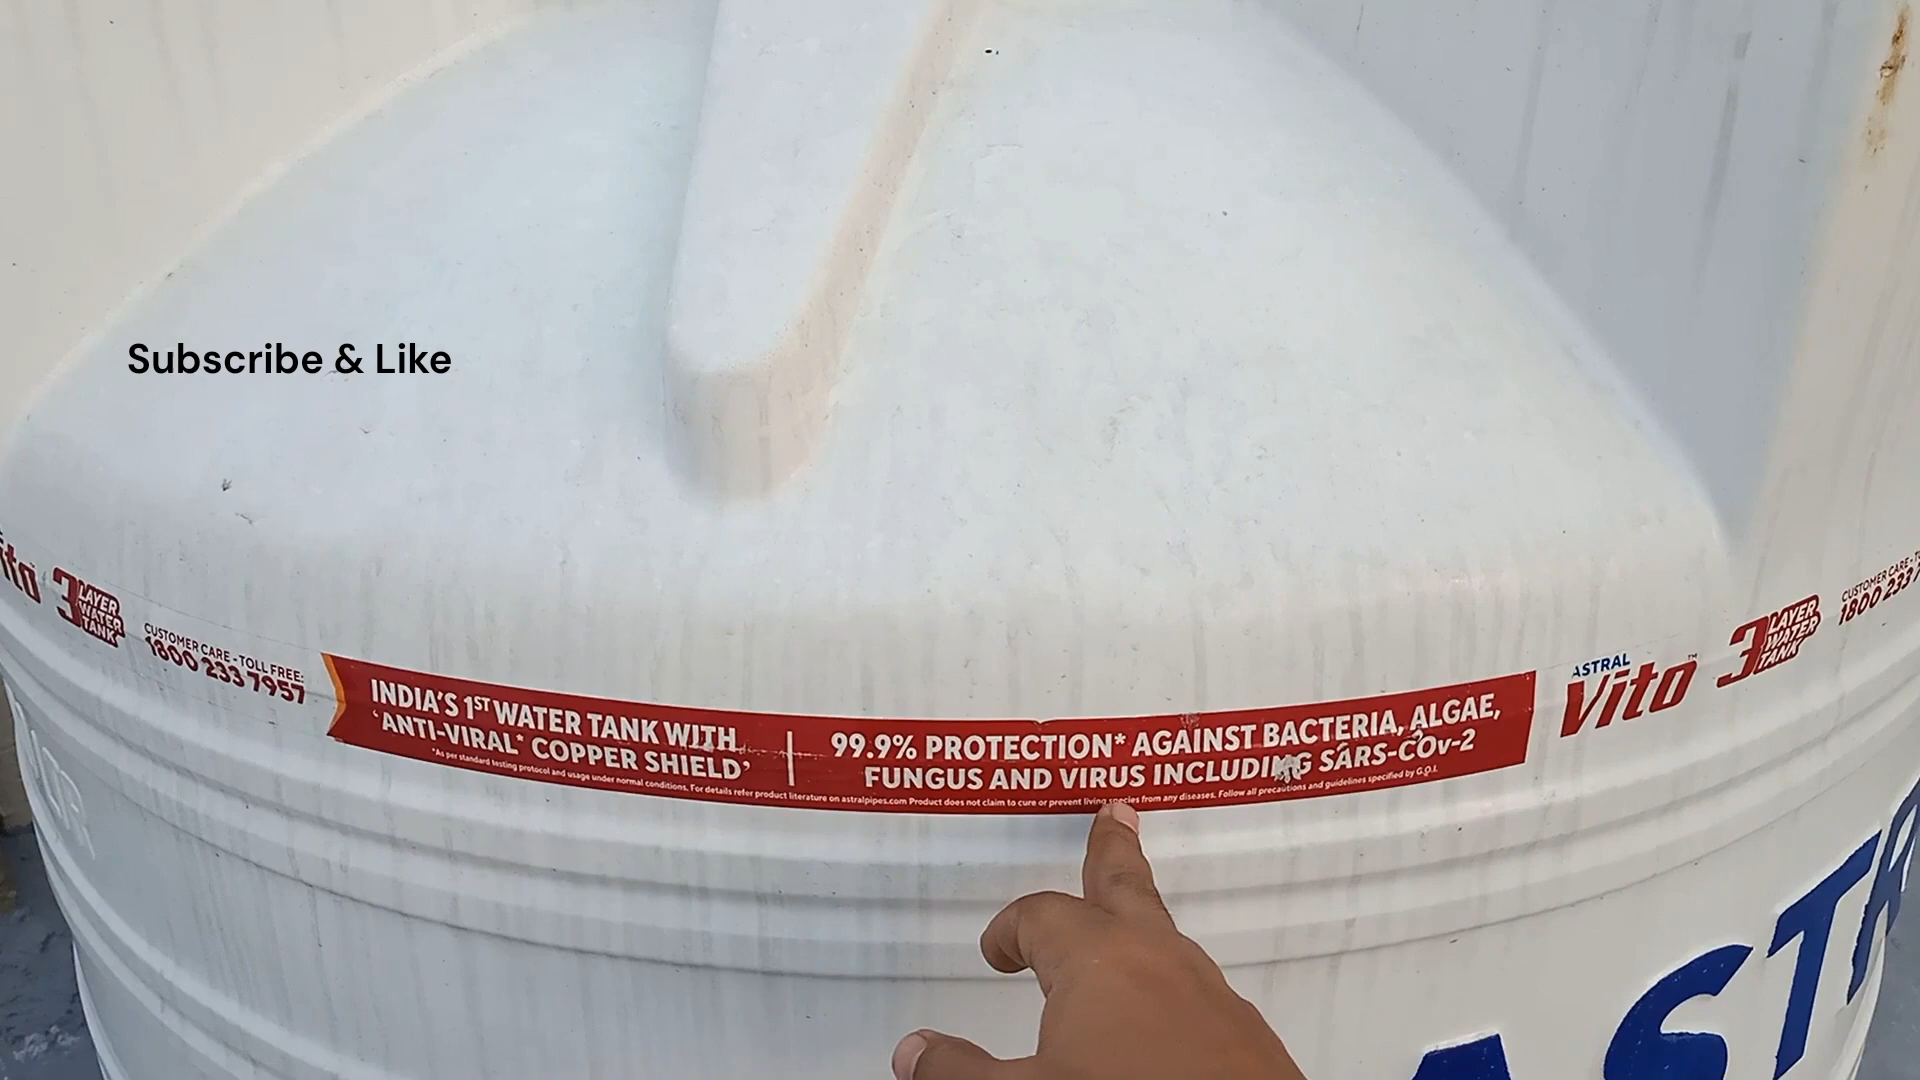 Subscribe & Like
3 LAYER
WATER
TANK
CUSTOMER CARE - TOLL FREE:
1800 233 7957
INDIA'S 1ST WATER TANK WITH
'ANTI-VIRAL* COPPER SHIELD'
99.9% PROTECTION* AGAINST BACTERIA, ALGAE,
FUNGUS AND VIRUS INCLUDING SARS-COv-2
*As per standard testing protocol and usage under normal conditions. For details refer product literature on astralpipes.com Product does not claim to cure or prevent living species from any diseases. Follow all precautions and guidelines specified by G.O.I.
ASTRAL
Vito™
3 LAYER
WATER
TANK
CUSTOMER CARE
1800 233
ASTR